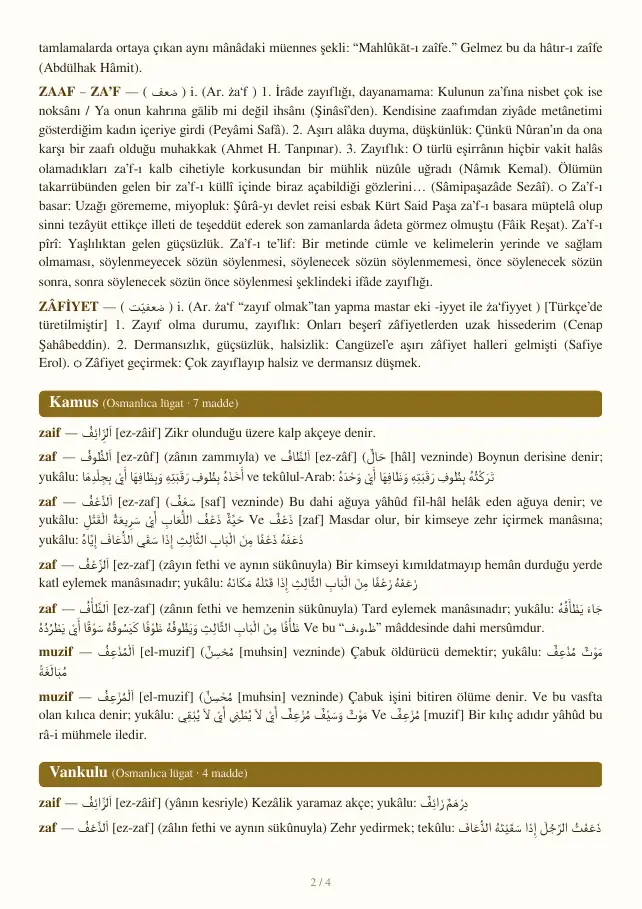 tamlamalarda ortaya çıkan aynı mânâdaki müennes şekli: “Mahlûkāt-ı zaîfe.” Gelmez bu da hâtır-ı zaîfe
(Abdülhak Hâmit).
ZAAF – ZA’F — ( ضعف ) i. (Ar. ża‘f ) 1. İrâde zayıflığı, dayanamama: Kulunun za’fına nisbet çok ise
noksânı / Ya onun kahrına gālib mi değil ihsânı (Şinâsî’den). Kendisine zaafımdan ziyâde metânetimi
gösterdiğim kadın içeriye girdi (Peyâmi Safâ). 2. Aşırı alâka duyma, düşkünlük: Çünkü Nûran’ın da ona
karşı bir zaafı olduğu muhakkak (Ahmet H. Tanpınar). 3. Zayıflık: O türlü eşirrânın hiçbir vakit halâs
olamadıkları za’f-ı kalb cihetiyle korkusundan bir mühlik nüzûle uğradı (Nâmık Kemal). Ölümün
takarrübünden gelen bir za’f-ı küllî içinde biraz açabildiği gözlerini… (Sâmipaşazâde Sezâî). ѻ Za’f-ı
basar: Uzağı görememe, miyopluk: Şûrâ-yı devlet reisi esbak Kürt Said Paşa za’f-ı basara müptelâ olup
sinni tezâyüt ettikçe illeti de teşeddüt ederek son zamanlarda âdeta görmez olmuştu (Fâik Reşat). Za’f-ı
pîrî: Yaşlılıktan gelen güçsüzlük. Za’f-ı te’lif: Bir metinde cümle ve kelimelerin yerinde ve sağlam
olmaması, söylenmeyecek sözün söylenmesi, söylenecek sözün söylenmemesi, önce söylenecek sözün
sonra, sonra söylenecek sözün önce söylenmesi şeklindeki ifâde zayıflığı.
ZÂFİYET — ( ضعفيّت ) i. (Ar. ża‘f “zayıf olmak”tan yapma mastar eki -iyyet ile ża‘fiyyet ) [Türkçe’de
türetilmiştir] 1. Zayıf olma durumu, zayıflık: Onları beşerî zâfiyetlerden uzak hissederim (Cenap
Şahâbeddin). 2. Dermansızlık, güçsüzlük, halsizlik: Cangüzel’e aşırı zâfiyet halleri gelmişti (Safiye
Erol). ѻ Zâfiyet geçirmek: Çok zayıflayıp halsiz ve dermansız düşmek.
Kamus (Osmanlıca lügat · 7 madde)
zaif — اَلزَّائِفُ [ez-zâif] Zikr olunduğu üzere kalp akçeye denir.
zaf — اَلظُّوفُ [ez-zûf] (zânın zammıyla) ve اَلظَّافُ [ez-zâf] (حَالٌ [hâl] vezninde) Boynun derisine denir;
yukâlu: أَخَذَهُ بِظُوفِ رَقَبَتِهِ وَبِظَافِهَا أَيْ بِجِلْدِهَا ve tekûlul-Arab: تَرَكْتُهُ بِظُوفِ رَقَبَتِهِ وَظَافِهَا أَيْ وَحْدَهُ
zaf — اَلذَّعْفُ [ez-zaf] (سَعْفٌ [saf] vezninde) Bu dahi ağuya yâhûd fil-hâl helâk eden ağuya denir; ve
yukâlu: حَيَّةٌ ذَعْفُ اللُّعَابِ أَيْ سَرِيعَةُ الْقَتْلِ Ve ذَعْفٌ [zaf] Masdar olur, bir kimseye zehr içirmek manâsına;
yukâlu: ذَعَفَهُ ذَعْفًا مِنَ الْبَابِ الثَّالِثِ إِذَا سَقَى الذُّعَافَ إِيَّاهُ
zaf — اَلزَّعْفُ [ez-zaf] (zâyın fethi ve aynın sükûnuyla) Bir kimseyi kımıldatmayıp hemân durduğu yerde
katl eylemek manâsınadır; yukâlu: زَعَفَهُ زَعْفًا مِنَ الْبَابِ الثَّالِثِ إِذَا قَتَلَهُ مَكَانَهُ
zaf — اَلظَّأْفُ [ez-zaf] (zânın fethi ve hemzenin sükûnuyla) Tard eylemek manâsınadır; yukâlu: جَاءَ يَظْأَفُهُ
ظَأْفًا مِنَ الْبَابِ الثَّالِثِ وَيَظُوفُهُ ظَوْفًا كَيَسُوقُهُ سَوْقًا أَيْ يَطْرُدُهُ Ve bu “ظ،و،ف” mâddesinde dahi mersûmdur.
muzif — اَلْمُذْعِفُ [el-muzif] (مُحْسِنٌ [muhsin] vezninde) Çabuk öldürücü demektir; yukâlu: مَوْتٌ مُذْعِفٌ
مُبَالَغَةً
muzif — اَلْمُزْعِفُ [el-muzif] (مُحْسِنٌ [muhsin] vezninde) Çabuk işini bitiren ölüme denir. Ve bu vasfta
olan kılıca denir; yukâlu: مَوْتٌ وَسَيْفٌ مُزْعِفٌ أَيْ لاَ يُطْنِي أَيْ لاَ يُبْقِي Ve مُزْعِفٌ [muzif] Bir kılıç adıdır yâhûd bu
râ-i mühmele iledir.
Vankulu (Osmanlıca lügat · 4 madde)
zaif — اَلزَّائِفُ [ez-zâif] (yânın kesriyle) Kezâlik yaramaz akçe; yukâlu: دِرْهَمٌ زَائِفٌ
zaf — اَلذَّعْفُ [ez-zaf] (zâlın fethi ve aynın sükûnuyla) Zehr yedirmek; tekûlu: ذَعَفْتُ الرَّجُلَ إِذَا سَقَيْتَهُ الذُّعَافَ
2 / 4